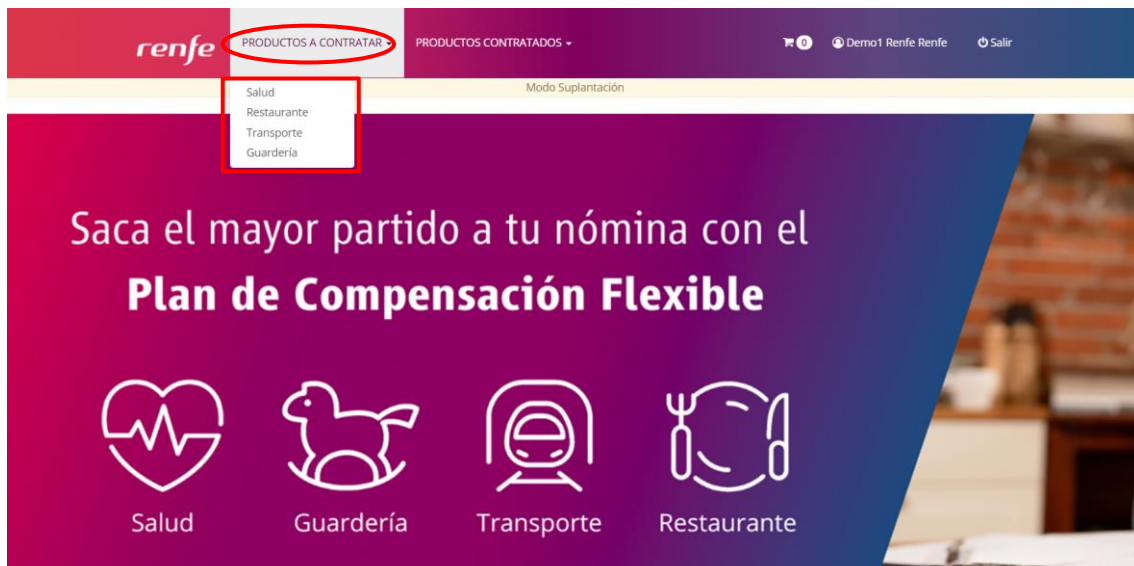 renfe PRODUCTOS A CONTRATAR PRODUCTOS CONTRATADOS 0 Demo1 Renfe Renfe Salir
Modo Suplantación
Salud
Restaurante
Transporte
Guardería
Saca el mayor partido a tu nómina con el
Plan de Compensación Flexible
Salud Guardería Transporte Restaurante